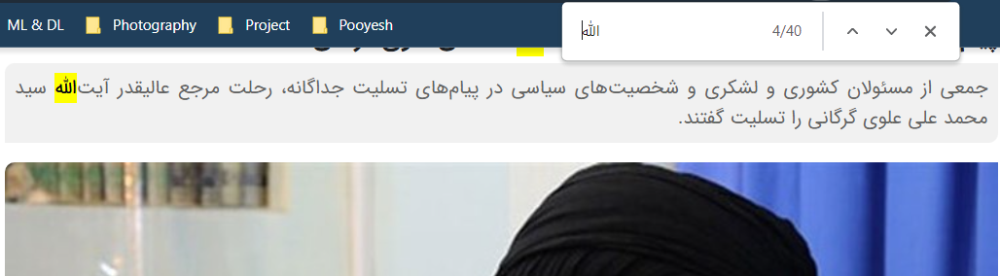 ML & DL
Photography
Project
Pooyesh
الله
4/40
جمعی از مسئولان کشوری و لشکری و شخصیت‌های سیاسی در پیام‌های تسلیت جداگانه، رحلت مرجع عالیقدر آیت‌الله سید
محمد علی علوی گرگانی را تسلیت گفتند.